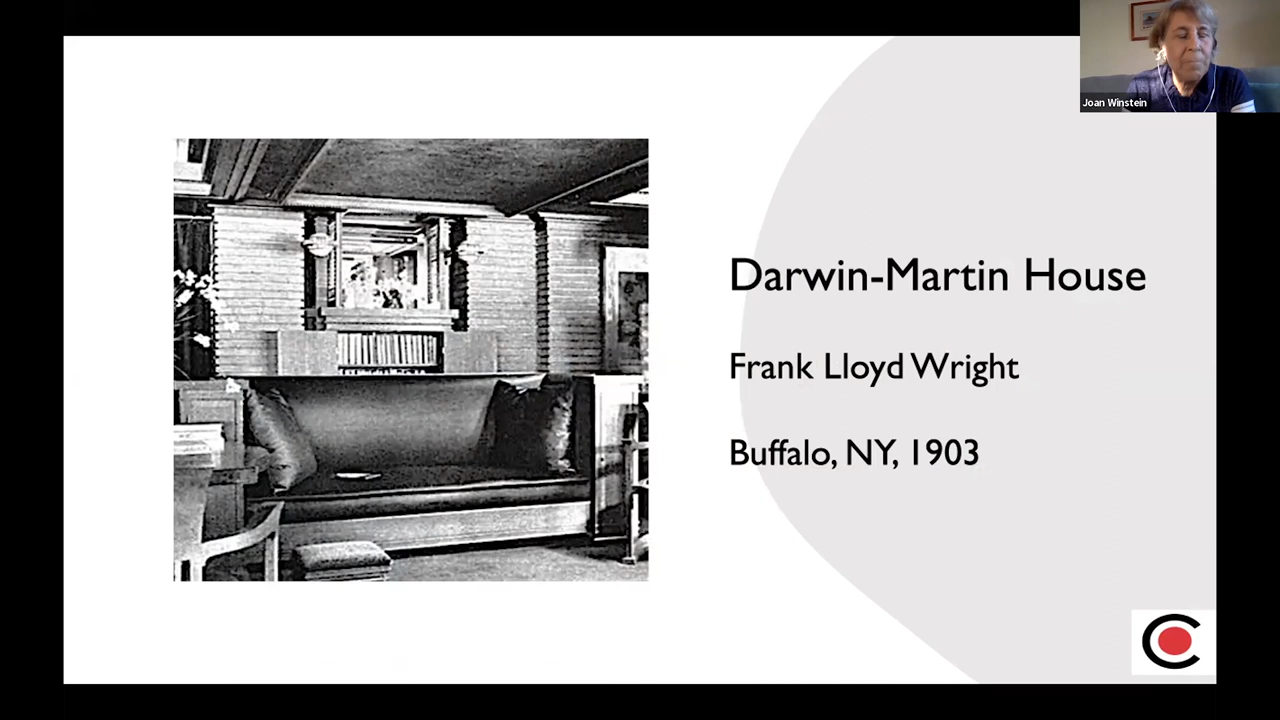 Joan Winstein
Darwin-Martin House
Frank Lloyd Wright
Buffalo, NY, 1903